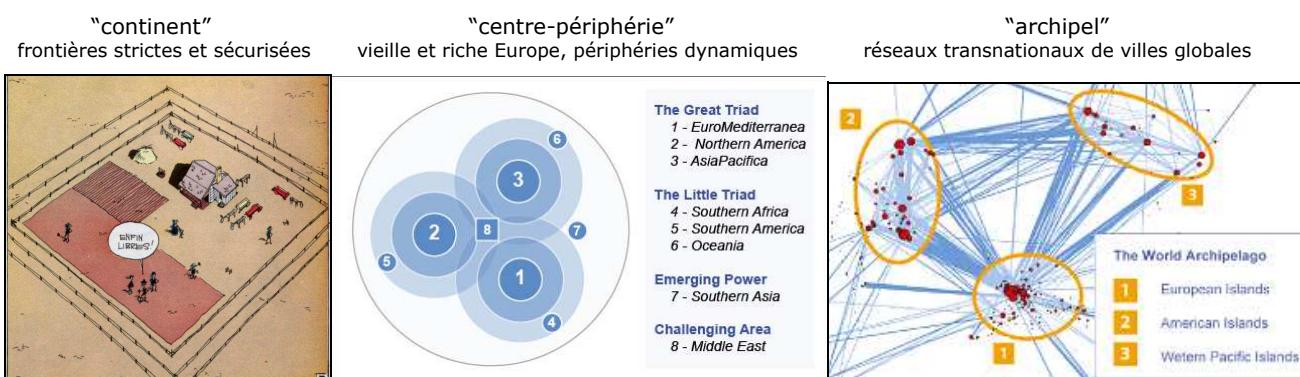 “continent”
frontières strictes et sécurisées
“centre-périphérie”
vieille et riche Europe, périphéries dynamiques
“archipel”
réseaux transnationaux de villes globales
ENFIN
LIBRES!
3
6
2
8
7
5
1
4
The Great Triad
1 - EuroMediterranea
2 - Northern America
3 - AsiaPacifica
The Little Triad
4 - Southern Africa
5 - Southern America
6 - Oceania
Emerging Power
7 - Southern Asia
Challenging Area
8 - Middle East
2
3
1
The World Archipelago
1 European Islands
2 American Islands
3 Wetern Pacific Islands